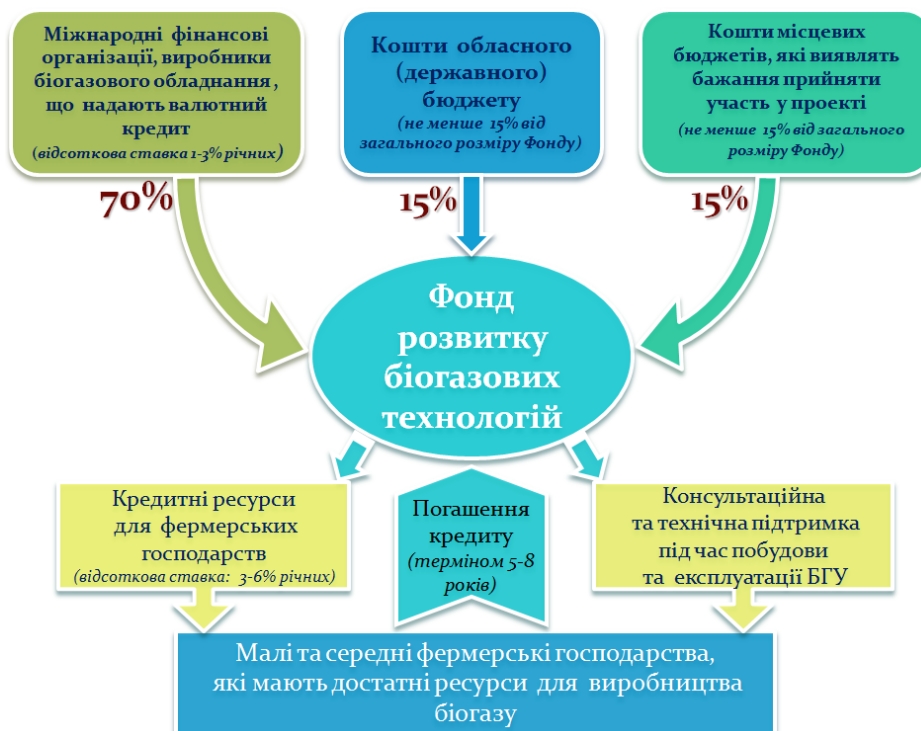 Міжнародні фінансові
організації, виробники
біогазового обладнання ,
що надають валютний
кредит
(відсоткова ставка 1-3% річних)
Кошти обласного
(державного)
бюджету
(не менше 15% від
загального розміру Фонду)
Кошти місцевих
бюджетів, які виявлять
бажання прийняти
участь у проекті
(не менше 15% від загального
розміру Фонду)
70%
15%
15%
Фонд
розвитку
біогазових
технологій
Кредитні ресурси
для фермерських
господарств
(відсоткова ставка: 3-6% річних)
Погашення
кредиту
(терміном 5-8
років)
Консультаційна
та технічна підтримка
під час побудови
та експлуатації БГУ
Малі та середні фермерські господарства,
які мають достатні ресурси для виробництва
біогазу